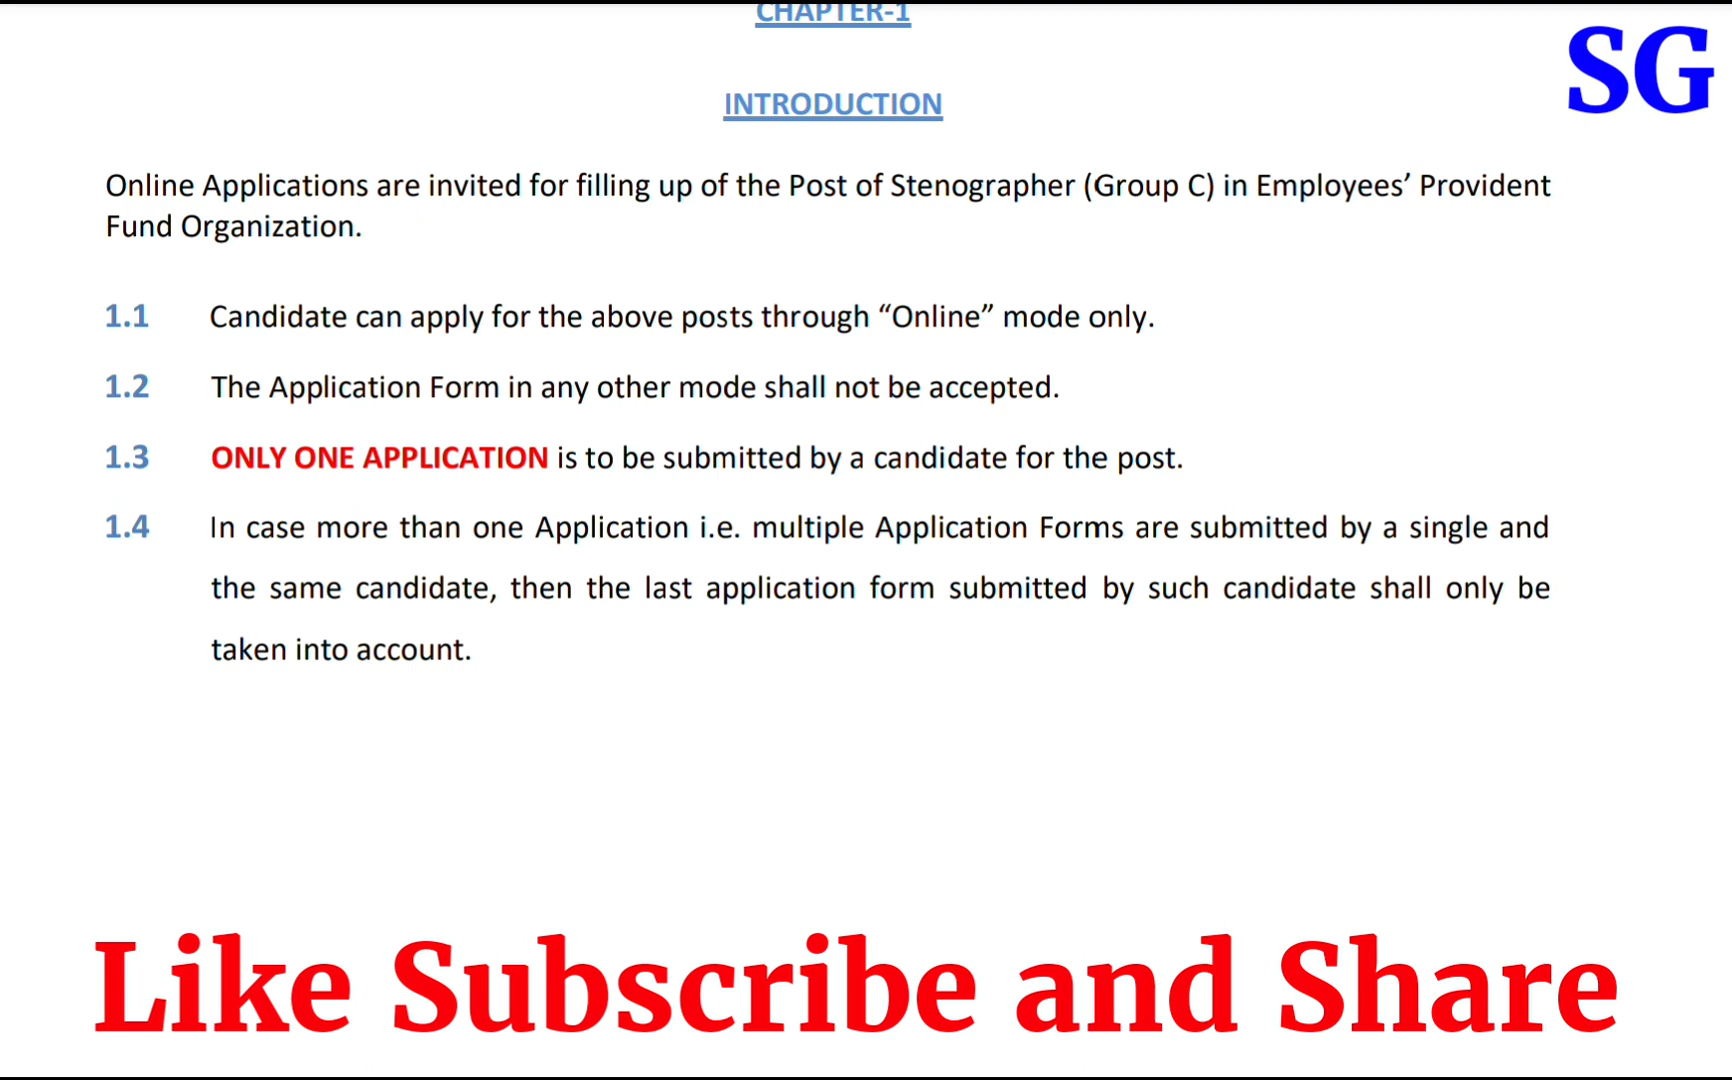 CHAPTER-1
SG
INTRODUCTION
Online Applications are invited for filling up of the Post of Stenographer (Group C) in Employees’ Provident
Fund Organization.
1.1 Candidate can apply for the above posts through “Online” mode only.
1.2 The Application Form in any other mode shall not be accepted.
1.3 ONLY ONE APPLICATION is to be submitted by a candidate for the post.
1.4 In case more than one Application i.e. multiple Application Forms are submitted by a single and
the same candidate, then the last application form submitted by such candidate shall only be
taken into account.
Like Subscribe and Share